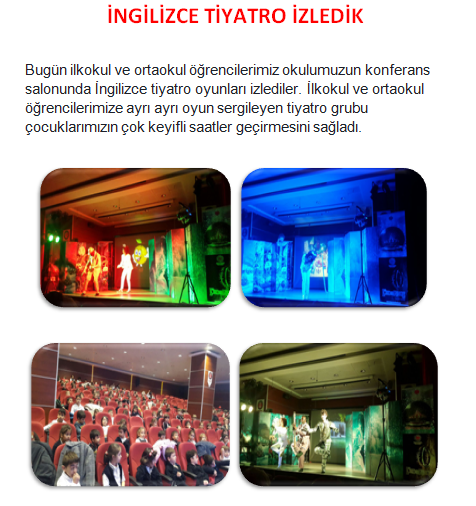 İNGİLİZCE TİYATRO İZLEDİK
Bugün ilkokul ve ortaokul öğrencilerimiz okulumuzun konferans
salonunda İngilizce tiyatro oyunları izlediler. İlkokul ve ortaokul
öğrencilerimize ayrı ayrı oyun sergileyen tiyatro grubu
çocuklarımızın çok keyifli saatler geçirmesini sağladı.